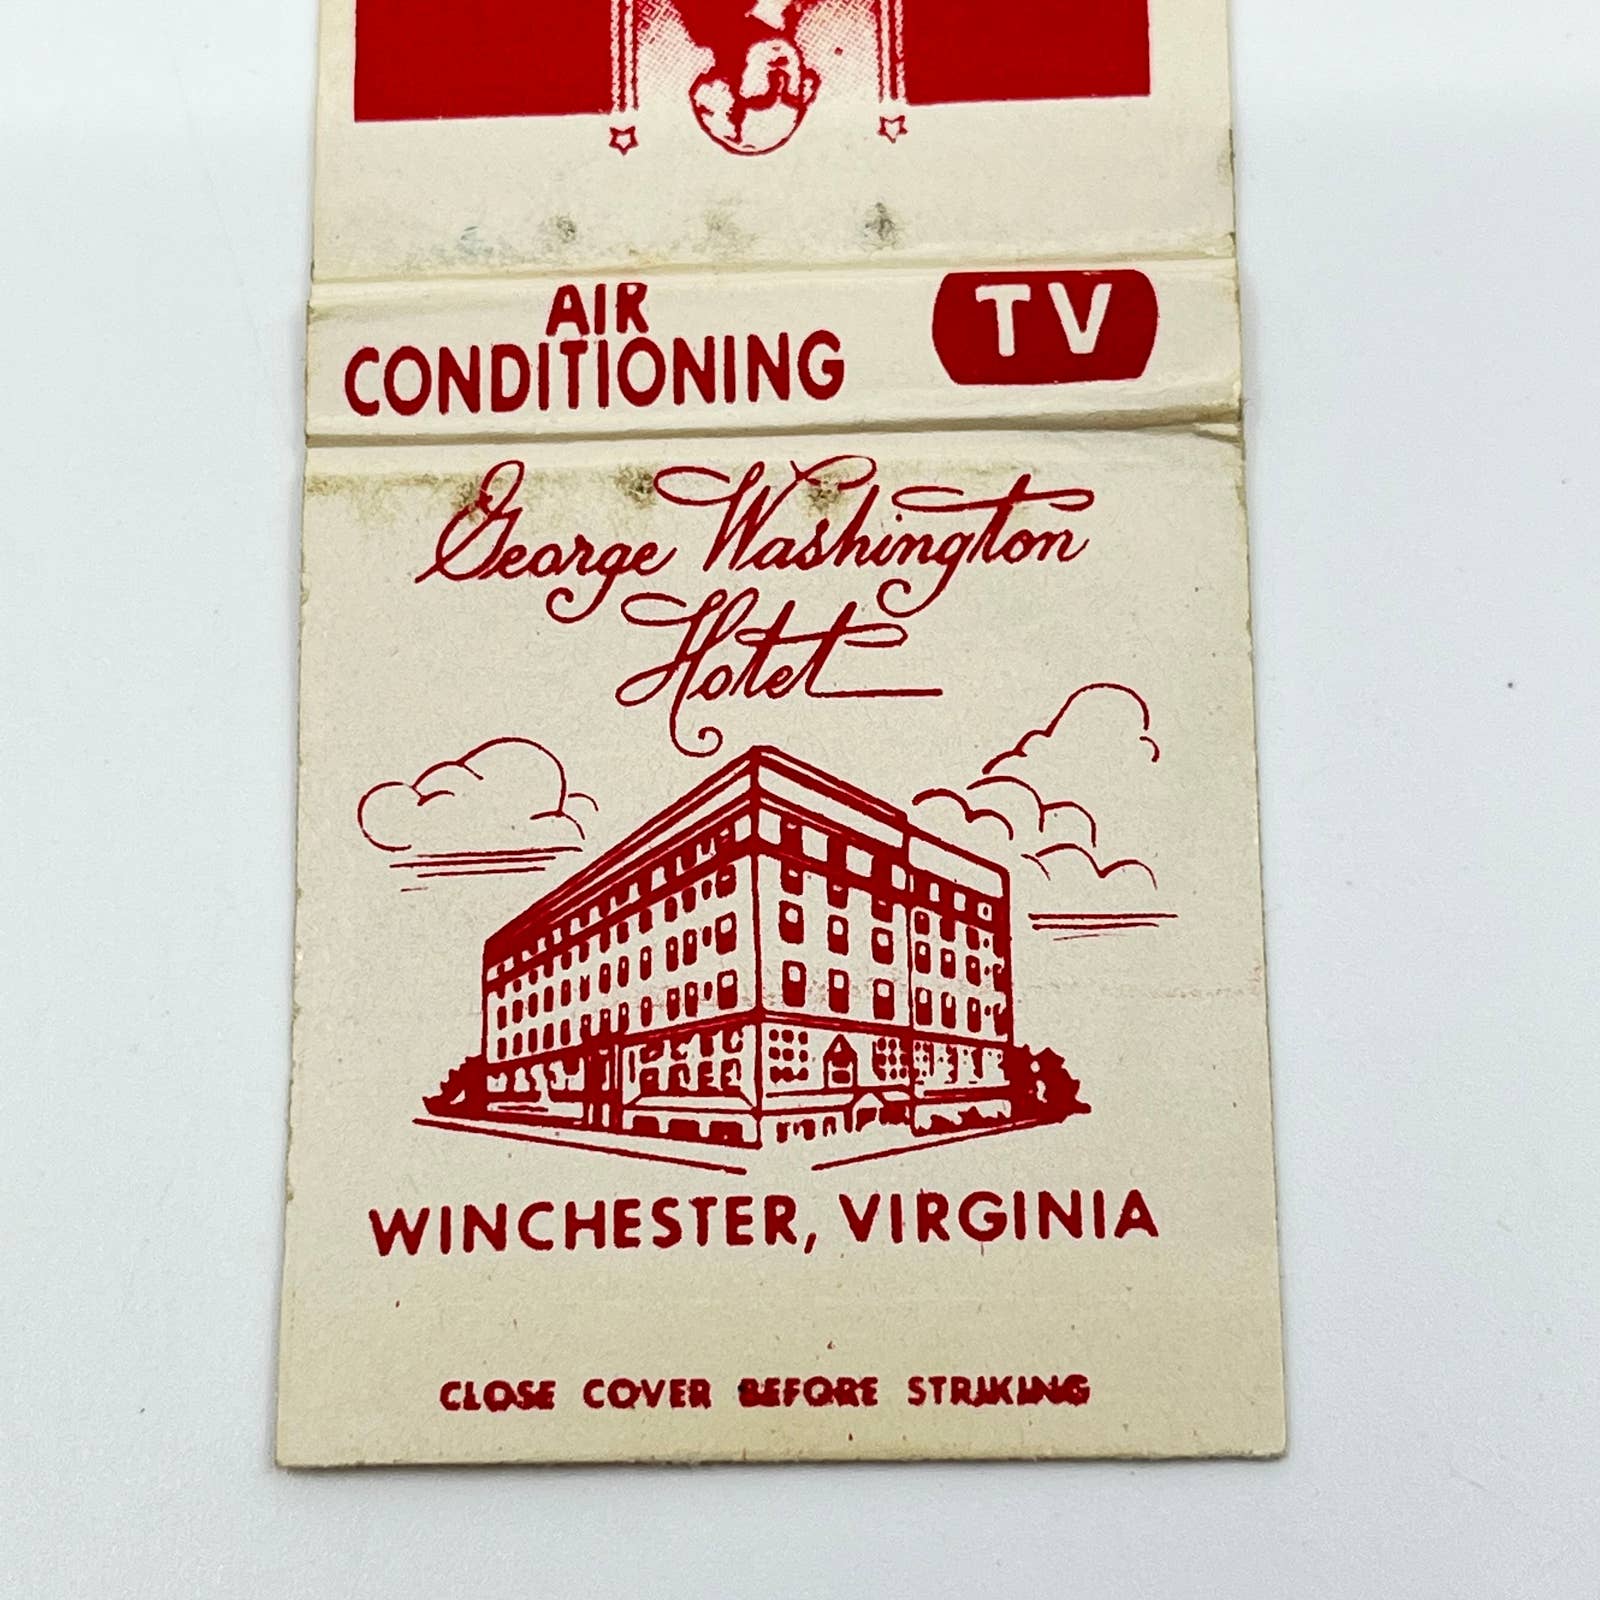 AIR
CONDITIONING
TV
George Washington
Hotel
WINCHESTER, VIRGINIA
CLOSE COVER BEFORE STRIKING